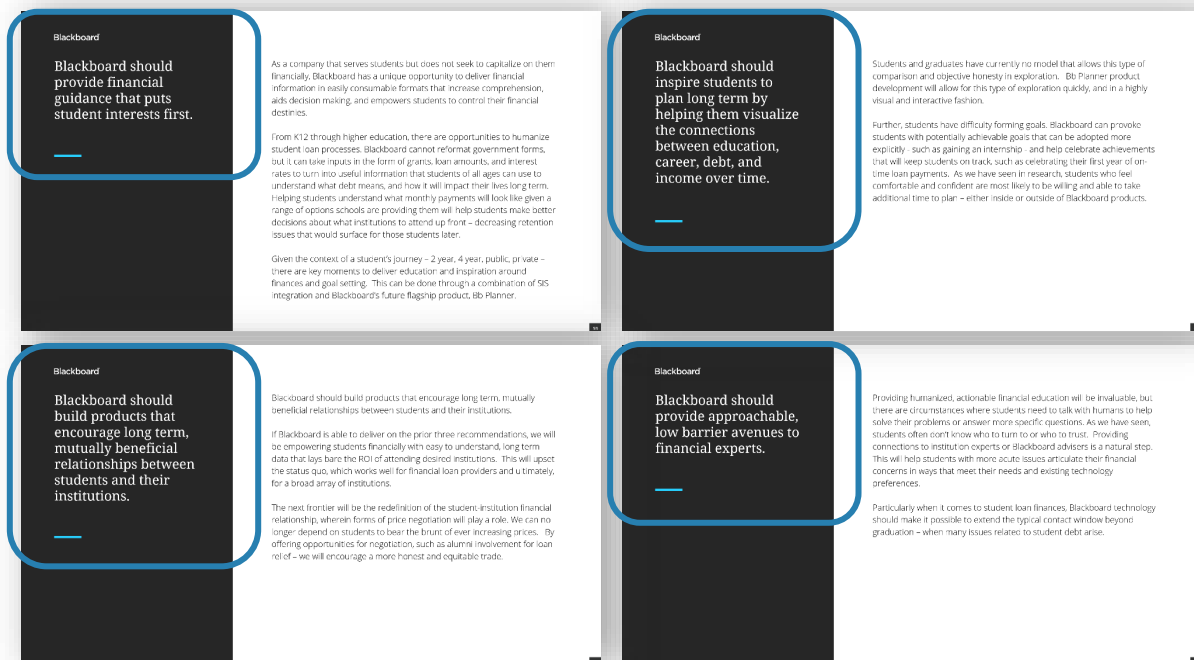 Blackboard
Blackboard should
provide financial
guidance that puts
student interests first.
As a company that serves students but does not seek to capitalize on them
financially, Blackboard has a unique opportunity to deliver financial
information in easily consumable formats that increase comprehension,
aids decision making, and empowers students to control their financial
destinies.
From K12 through higher education, there are opportunities to humanize
student loan processes. Blackboard cannot reformat government forms,
but it can take inputs in the form of grants, loan amounts, and interest
rates to turn into useful information that students of all ages can use to
understand what debt means, and how it will impact their lives long term.
Helping students understand what monthly payments will look like given a
range of options schools are providing them will help students make better
decisions about what institutions to attend up front – decreasing retention
issues that would surface for those students later.
Given the context of a student's journey – 2 year, 4 year, public, private –
there are key moments to deliver education and inspiration around
finances and goal setting. This can be done through a combination of SIS
integration and Blackboard's future flagship product, Bb Planner.
Blackboard
Blackboard should
inspire students to
plan long term by
helping them visualize
the connections
between education,
career, debt, and
income over time.
Students and graduates have currently no model that allows this type of
comparison and objective honesty in exploration. Bb Planner product
development will allow for this type of exploration quickly, and in a highly
visual and interactive fashion.
Further, students have difficulty forming goals. Blackboard can provoke
students with potentially achievable goals that can be adopted more
explicitly - such as gaining an internship - and help celebrate achievements
that will keep students on track, such as celebrating their first year of on-
time loan payments. As we have seen in research, students who feel
comfortable and confident are most likely to be willing and able to take
additional time to plan – either inside or outside of Blackboard products.
Blackboard
Blackboard should
build products that
encourage long term,
mutually beneficial
relationships between
students and their
institutions.
Blackboard should build products that encourage long term, mutually
beneficial relationships between students and their institutions.
If Blackboard is able to deliver on the prior three recommendations, we will
be empowering students financially with easy to understand, long term
data that lays bare the ROI of attending desired institutions. This will upset
the status quo, which works well for financial loan providers and u timately,
for a broad array of institutions.
The next frontier will be the redefinition of the student-institution financial
relationship, wherein forms of price negotiation will play a role. We can no
longer depend on students to bear the brunt of ever increasing prices. By
offering opportunities for negotiation, such as alumni involvement for loan
relief – we will encourage a more honest and equitable trade.
Blackboard
Blackboard should
provide approachable,
low barrier avenues to
financial experts.
Providing humanized, actionable financial education will be invaluable, but
there are circumstances where students need to talk with humans to help
solve their problems or answer more specific questions. As we have seen,
students often don't know who to turn to or who to trust. Providing
connections to institution experts or Blackboard advisers is a natural step.
This will help students with more acute issues articulate their financial
concerns in ways that meet their needs and existing technology
preferences.
Particularly when it comes to student loan finances, Blackboard technology
should make it possible to extend the typical contact window beyond
graduation – when many issues related to student debt arise.